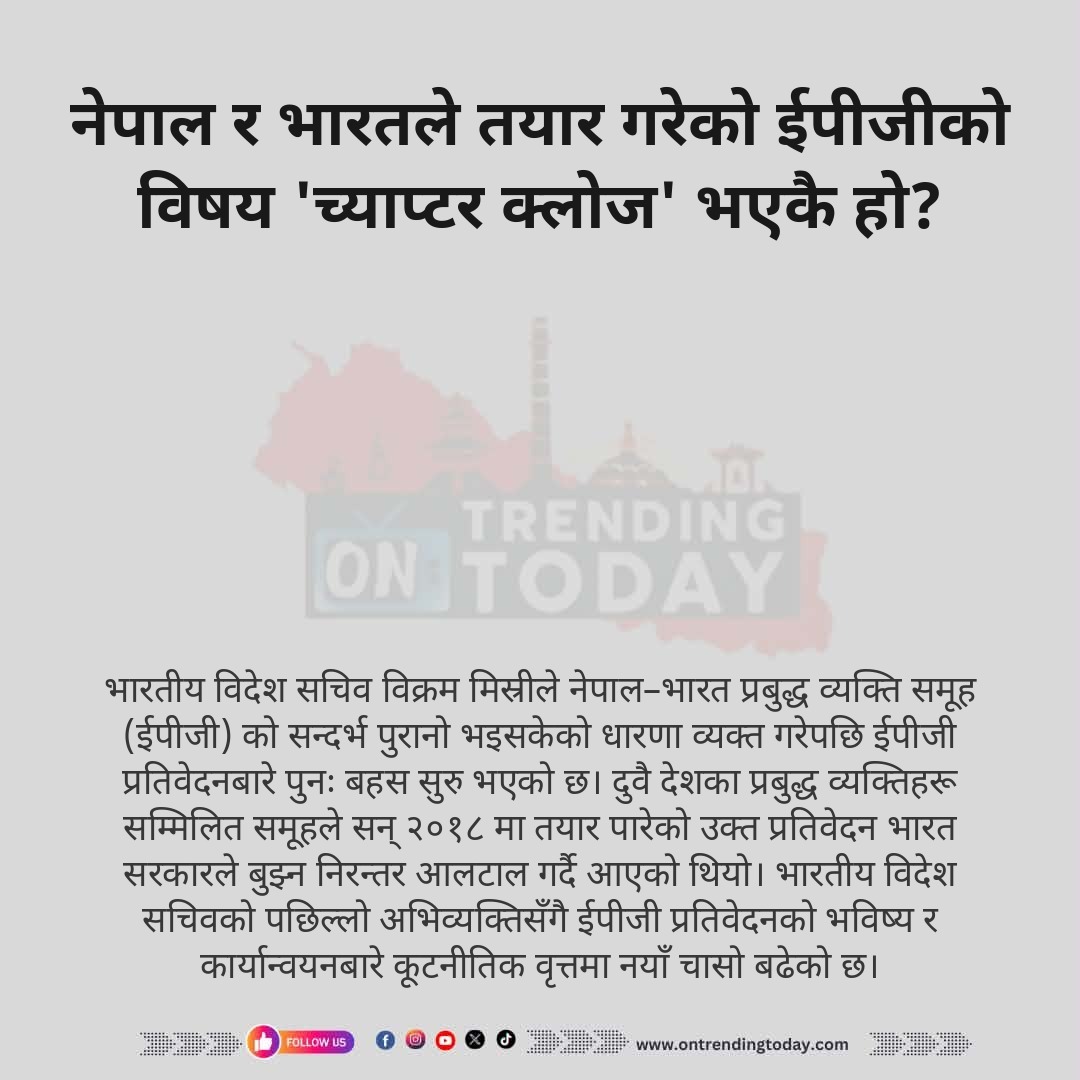 नेपाल र भारतले तयार गरेको ईपीजीको
विषय 'च्याप्टर क्लोज' भएकै हो?
TRENDING
ON TODAY
भारतीय विदेश सचिव विक्रम मिस्रीले नेपाल–भारत प्रबुद्ध व्यक्ति समूह
(ईपीजी) को सन्दर्भ पुरानो भइसकेको धारणा व्यक्त गरेपछि ईपीजी
प्रतिवेदनबारे पुनः बहस सुरु भएको छ। दुवै देशका प्रबुद्ध व्यक्तिहरू
सम्मिलित समूहले सन् २०१८ मा तयार पारेको उक्त प्रतिवेदन भारत
सरकारले बुझ्न निरन्तर आलटाल गर्दै आएको थियो। भारतीय विदेश
सचिवको पछिल्लो अभिव्यक्तिसँगै ईपीजी प्रतिवेदनको भविष्य र
कार्यान्वयनबारे कूटनीतिक वृत्तमा नयाँ चासो बढेको छ।
FOLLOW US www.ontrendingtoday.com